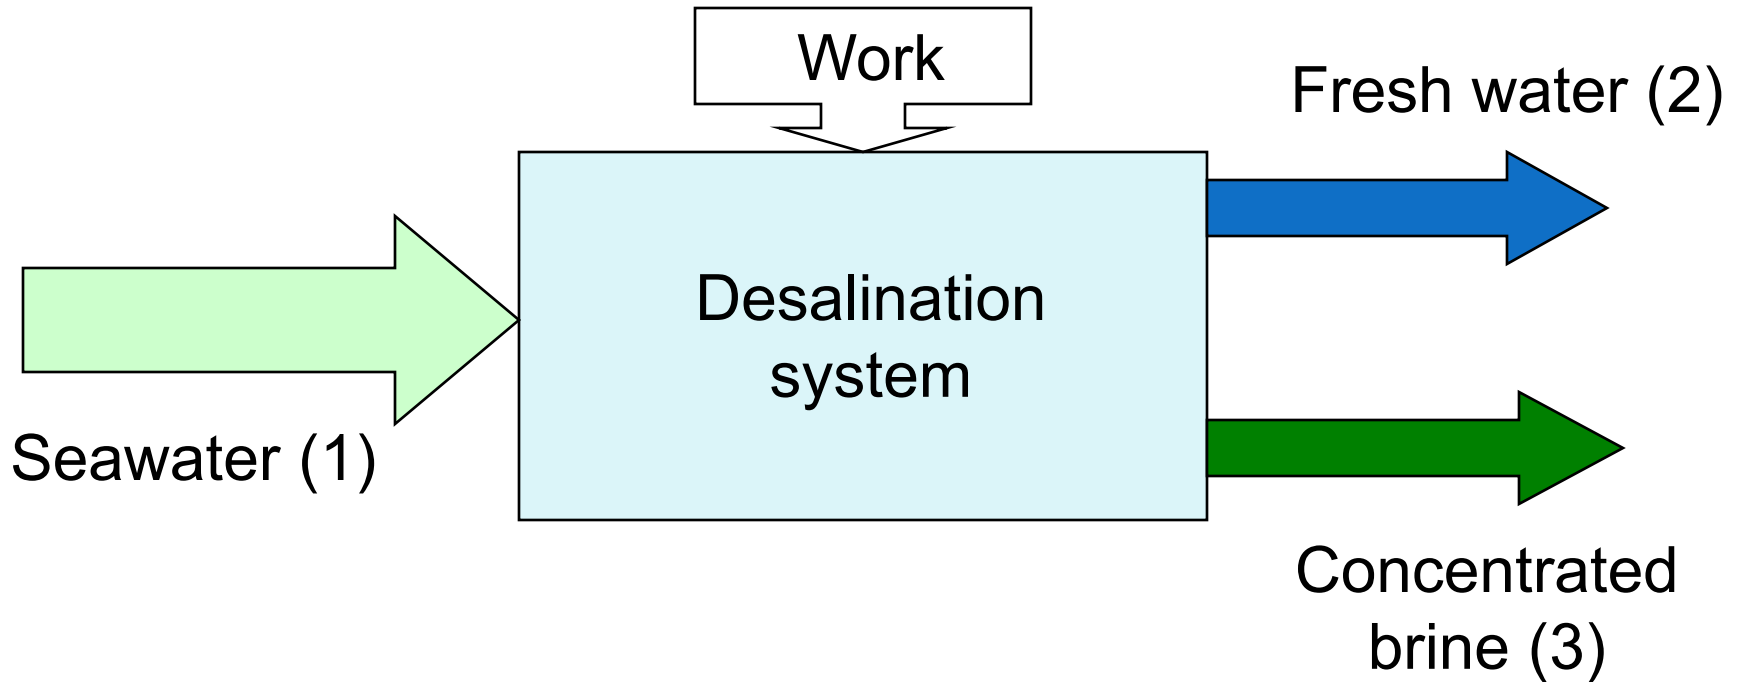 Work
Fresh water (2)
Desalination
system
Seawater (1)
Concentrated
brine (3)